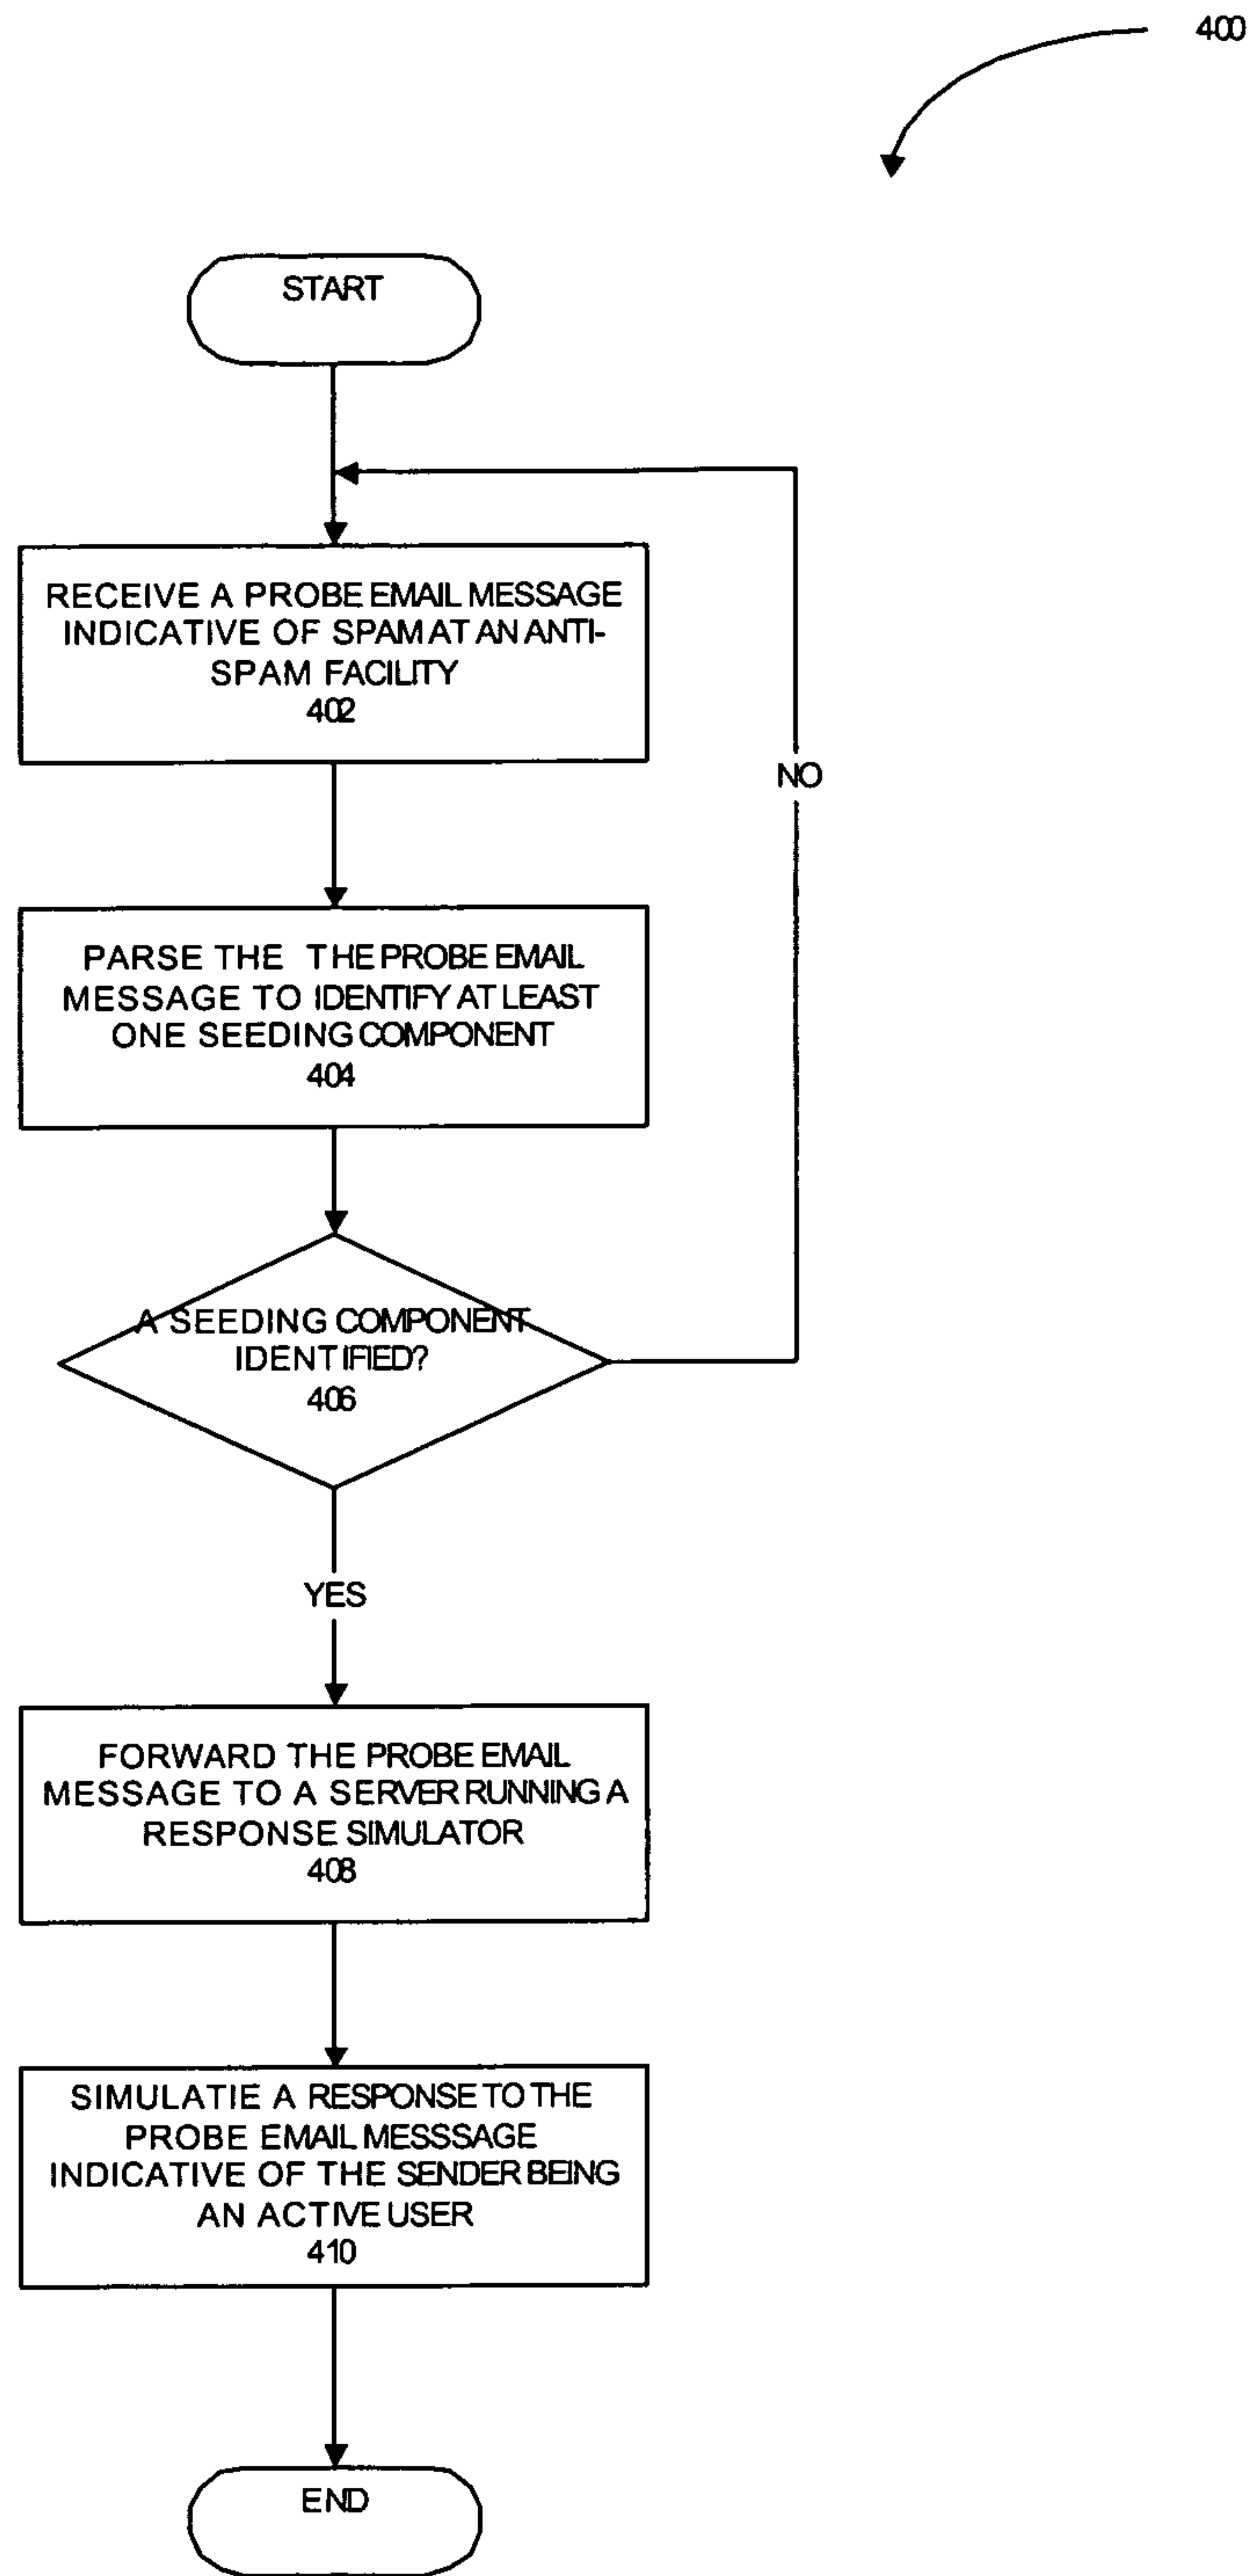 400
START
RECEIVE A PROBE EMAIL MESSAGE
INDICATIVE OF SPAM AT AN ANTI-
SPAM FACILITY
402
NO
PARSE THE THE PROBE EMAIL
MESSAGE TO IDENTIFY AT LEAST
ONE SEEDING COMPONENT
404
A SEEDING COMPONENT
IDENTIFIED?
406
YES
FORWARD THE PROBE EMAIL
MESSAGE TO A SERVER RUNNING A
RESPONSE SIMULATOR
408
SIMULATIE A RESPONSE TO THE
PROBE EMAIL MESSSAGE
INDICATIVE OF THE SENDER BEING
AN ACTIVE USER
410
END